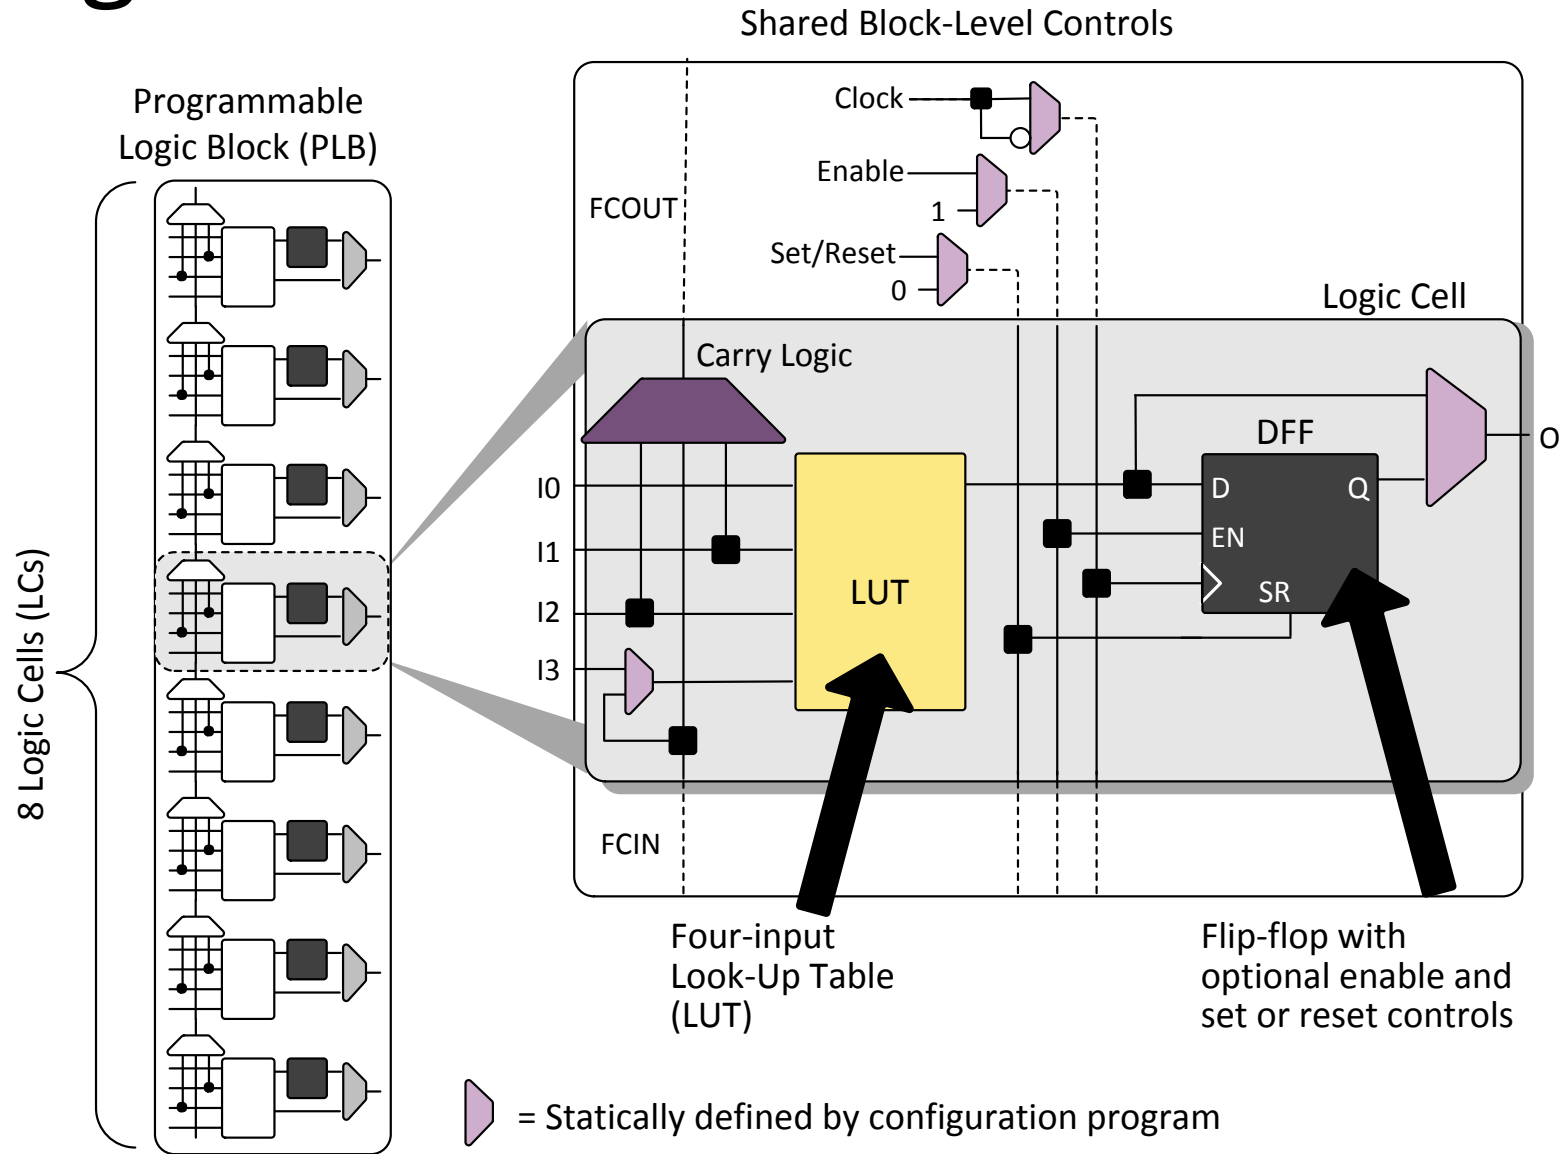 Shared Block-Level Controls
Programmable
Logic Block (PLB)
8 Logic Cells (LCs)
Clock
Enable
1
Set/Reset
0
FCOUT
Logic Cell
Carry Logic
I0
I1
I2
I3
LUT
DFF
D
Q
EN
SR
O
FCIN
Four-input
Look-Up Table
(LUT)
Flip-flop with
optional enable and
set or reset controls
= Statically defined by configuration program